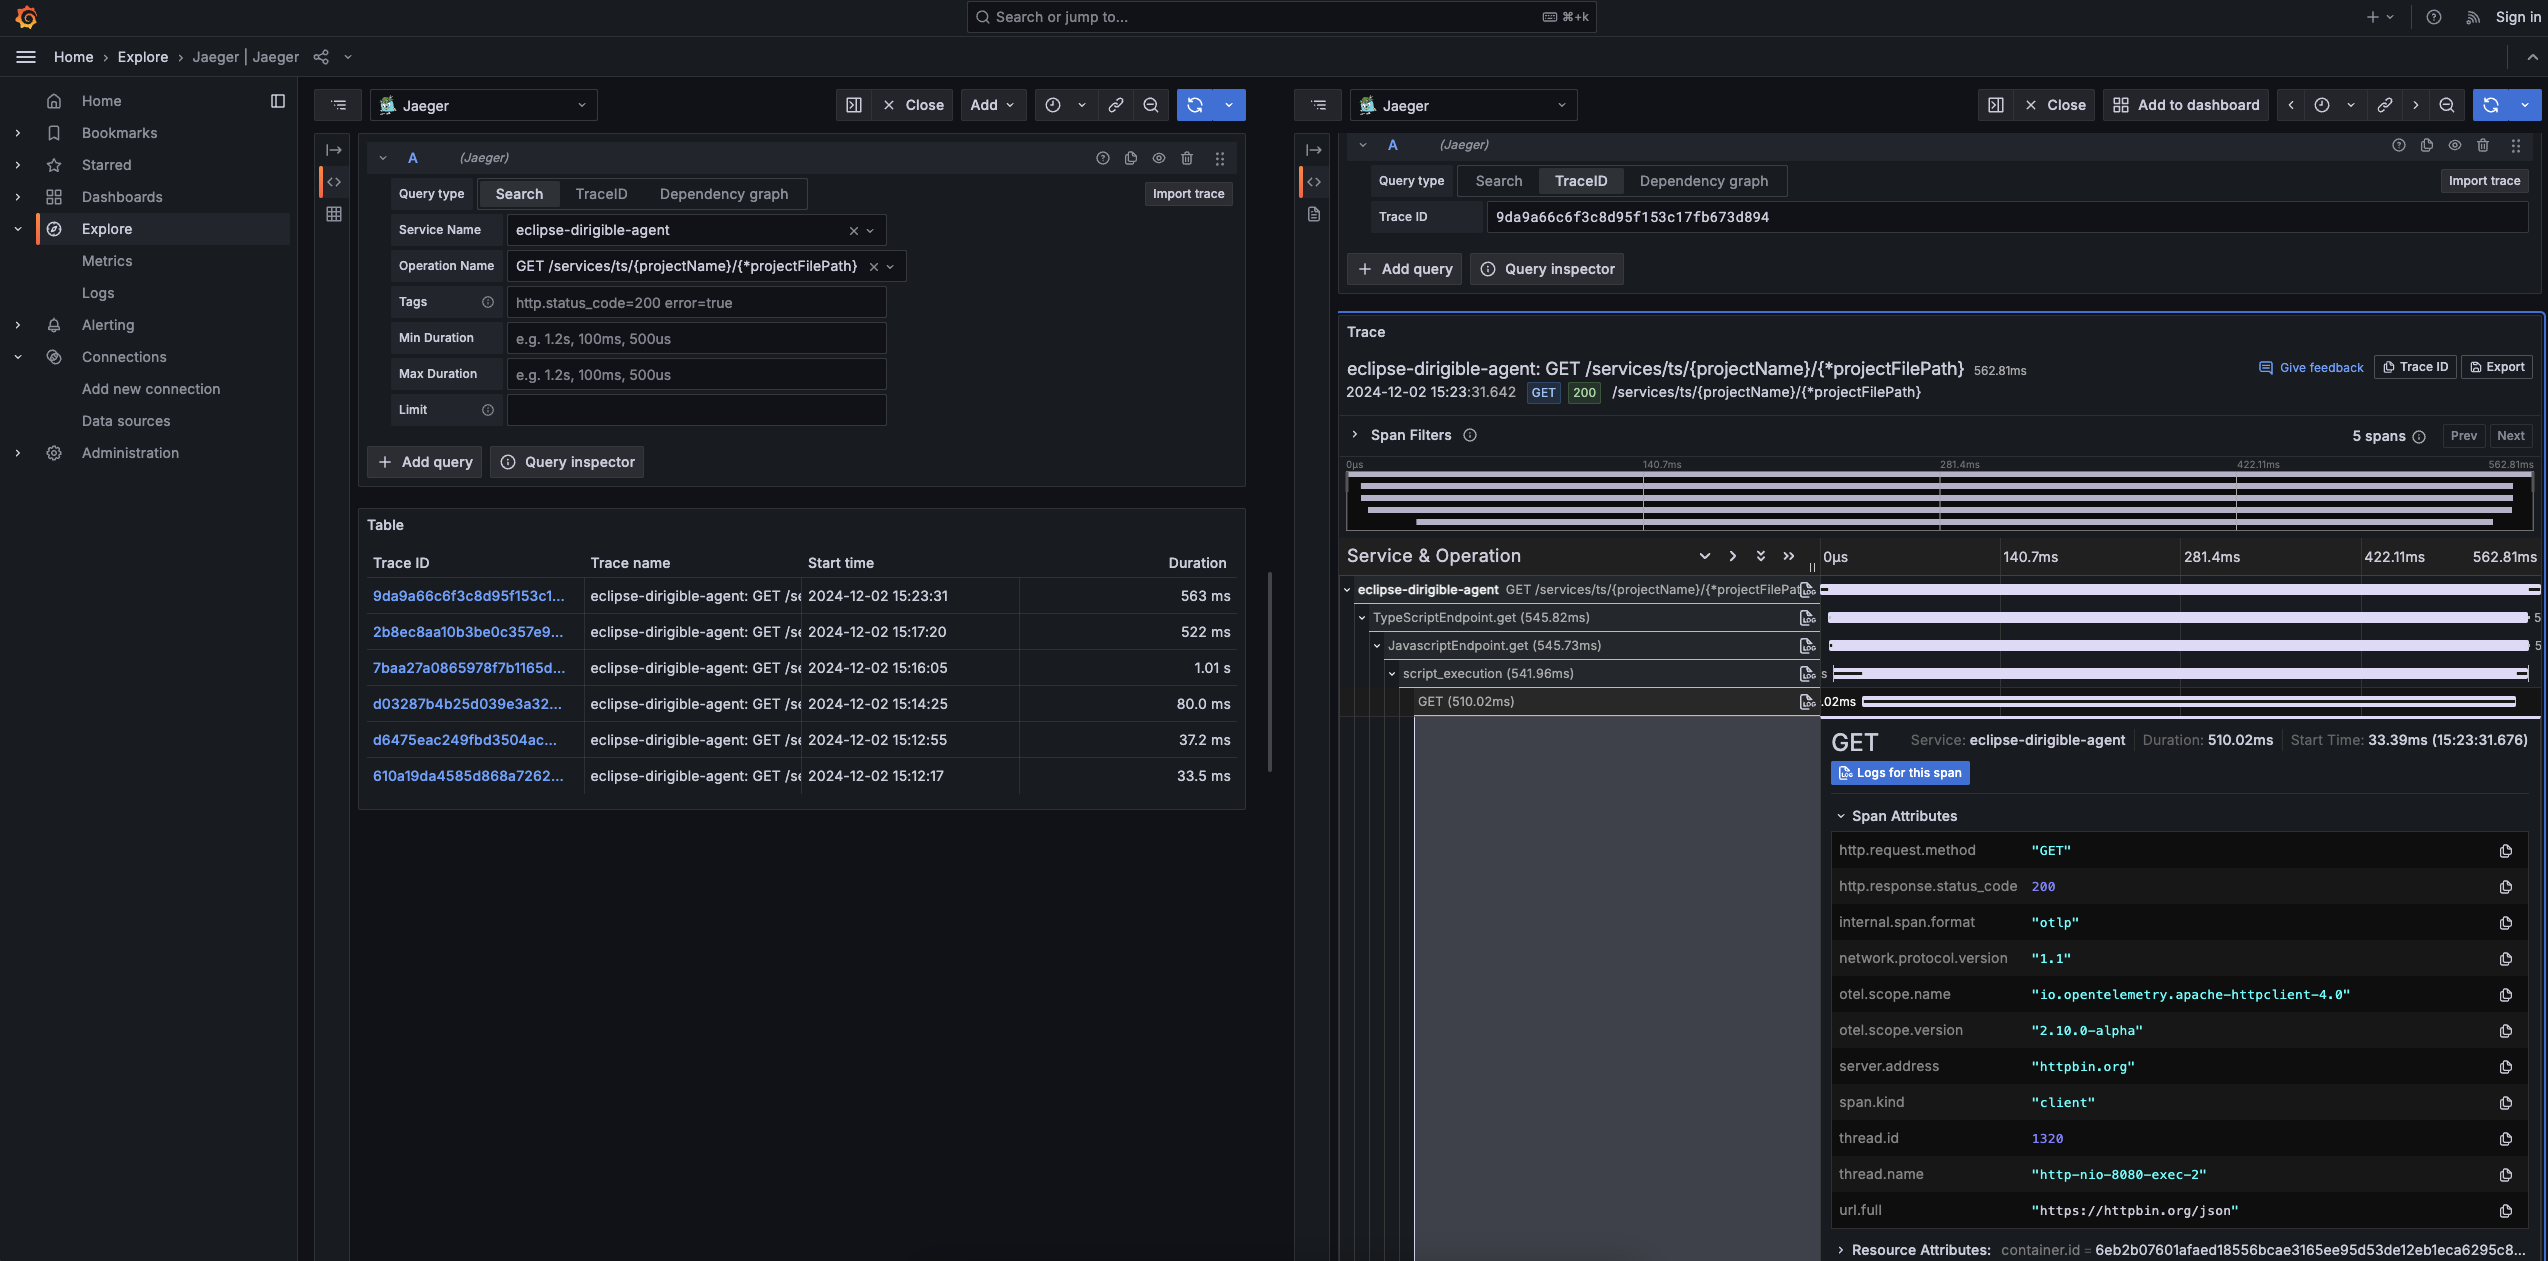 Search or jump to...
⌘+k
Sign in
Home › Explore › Jaeger | Jaeger
Home
Bookmarks
Starred
Dashboards
Explore
Metrics
Logs
Alerting
Connections
Add new connection
Data sources
Administration
Jaeger
Close
Add
A (Jaeger)
Query type Search TraceID Dependency graph Import trace
Service Name eclipse-dirigible-agent
Operation Name GET /services/ts/{projectName}/{*projectFilePath}
Tags http.status_code=200 error=true
Min Duration e.g. 1.2s, 100ms, 500us
Max Duration e.g. 1.2s, 100ms, 500us
Limit
Add query Query inspector
Table
Trace ID Trace name Start time Duration
9da9a66c6f3c8d95f153c1... eclipse-dirigible-agent: GET /se 2024-12-02 15:23:31 563 ms
2b8ec8aa10b3be0c357e9... eclipse-dirigible-agent: GET /se 2024-12-02 15:17:20 522 ms
7baa27a0865978f7b1165d... eclipse-dirigible-agent: GET /se 2024-12-02 15:16:05 1.01 s
d03287b4b25d039e3a32... eclipse-dirigible-agent: GET /se 2024-12-02 15:14:25 80.0 ms
d6475eac249fbd3504ac... eclipse-dirigible-agent: GET /se 2024-12-02 15:12:55 37.2 ms
610a19da4585d868a7262... eclipse-dirigible-agent: GET /se 2024-12-02 15:12:17 33.5 ms
Jaeger
Close
Add to dashboard
A (Jaeger)
Query type Search TraceID Dependency graph Import trace
Trace ID 9da9a66c6f3c8d95f153c17fb673d894
Add query Query inspector
Trace
eclipse-dirigible-agent: GET /services/ts/{projectName}/{*projectFilePath} 562.81ms
Give feedback Trace ID Export
2024-12-02 15:23:31.642 GET 200 /services/ts/{projectName}/{*projectFilePath}
Span Filters 5 spans Prev Next
0μs 140.7ms 281.4ms 422.11ms 562.81ms
Service & Operation 0μs 140.7ms 281.4ms 422.11ms 562.81ms
eclipse-dirigible-agent GET /services/ts/{projectName}/{*projectFilePat LOG
TypeScriptEndpoint.get (545.82ms) LOG 5
JavascriptEndpoint.get (545.73ms) LOG 5
script_execution (541.96ms) LOG s
GET (510.02ms) LOG .02ms
GET Service: eclipse-dirigible-agent Duration: 510.02ms Start Time: 33.39ms (15:23:31.676)
LOG Logs for this span
Span Attributes
http.request.method "GET"
http.response.status_code 200
internal.span.format "otlp"
network.protocol.version "1.1"
otel.scope.name "io.opentelemetry.apache-httpclient-4.0"
otel.scope.version "2.10.0-alpha"
server.address "httpbin.org"
span.kind "client"
thread.id 1320
thread.name "http-nio-8080-exec-2"
url.full "https://httpbin.org/json"
Resource Attributes: container.id = 6eb2b07601afaed18556bcae3165ee95d53de12eb1eca6295c8...